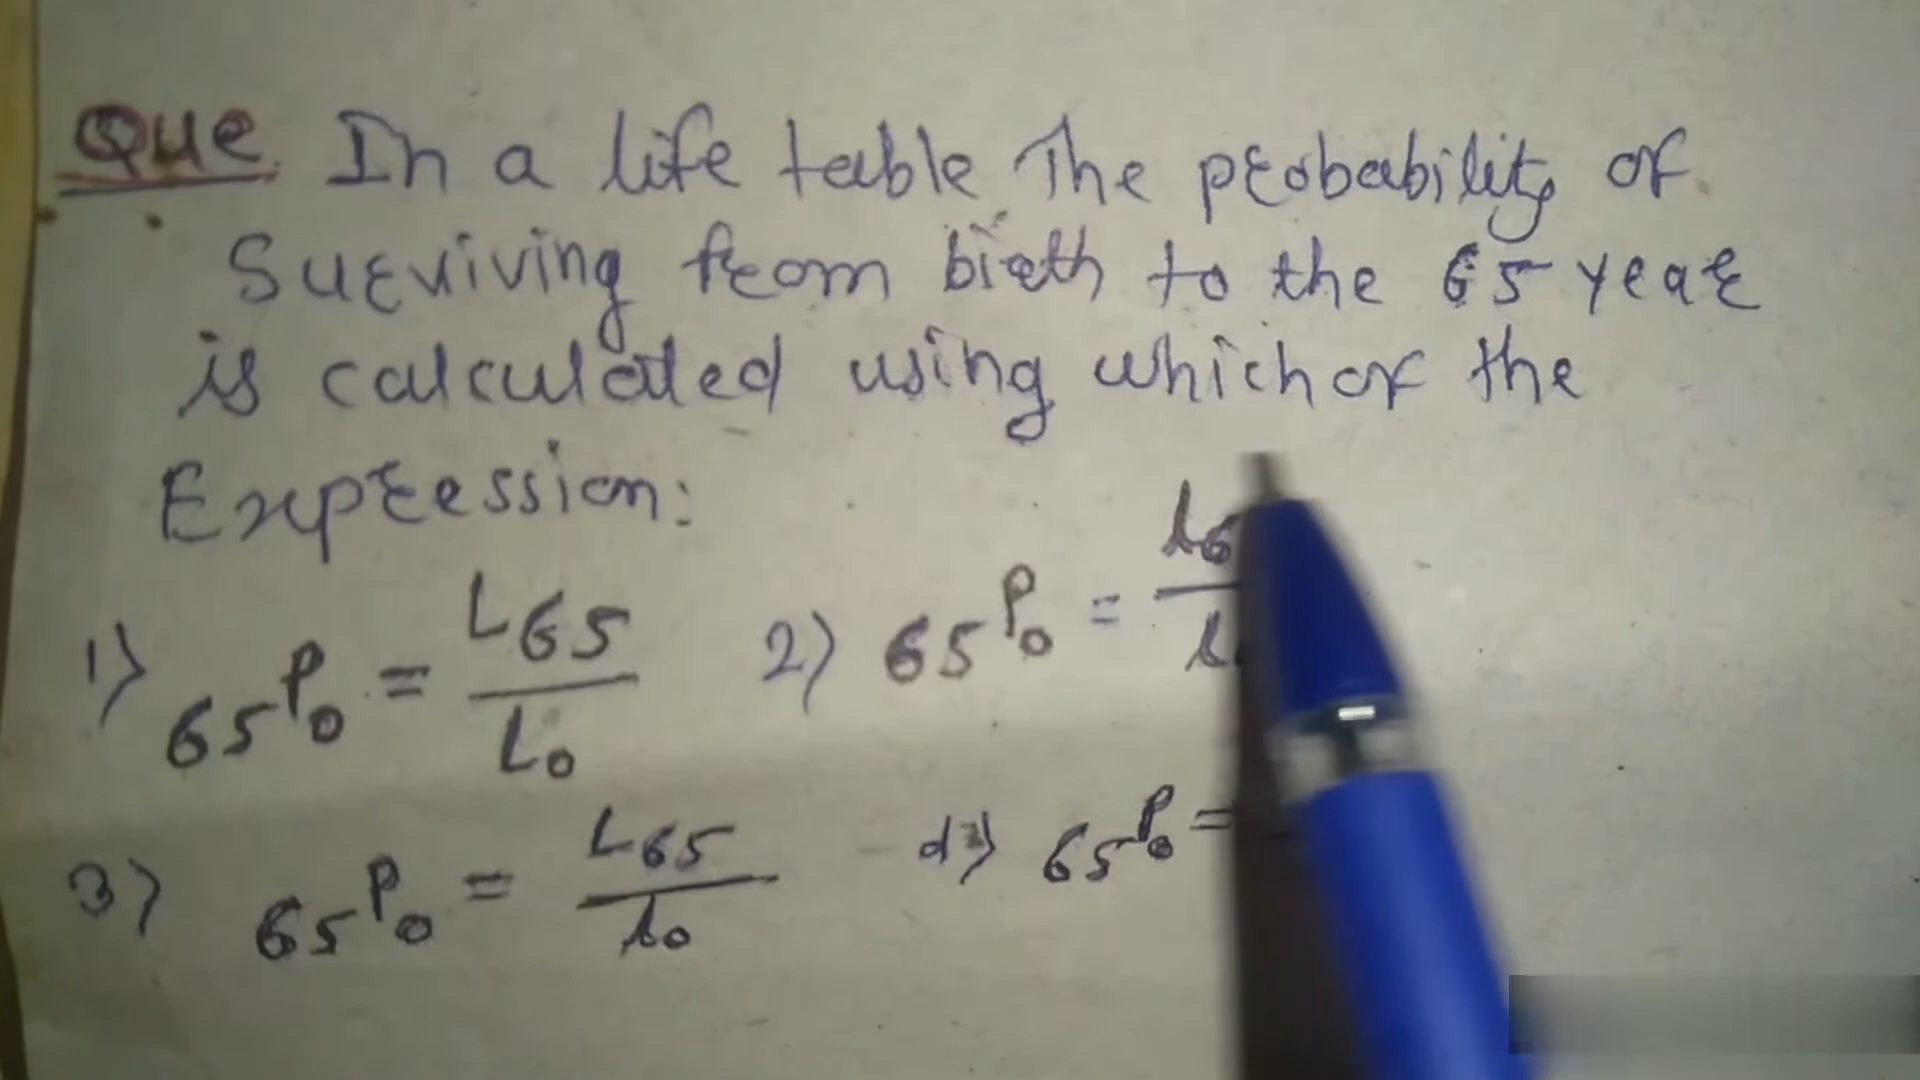 Que. In a life table The probability of
Surviving from birth to the 65 year
is calculated using which of the
Expression:
1) 65P0 = L65/L0 2) 65P0 =
3) 65P0 = L65/l0 d) 65P0 =